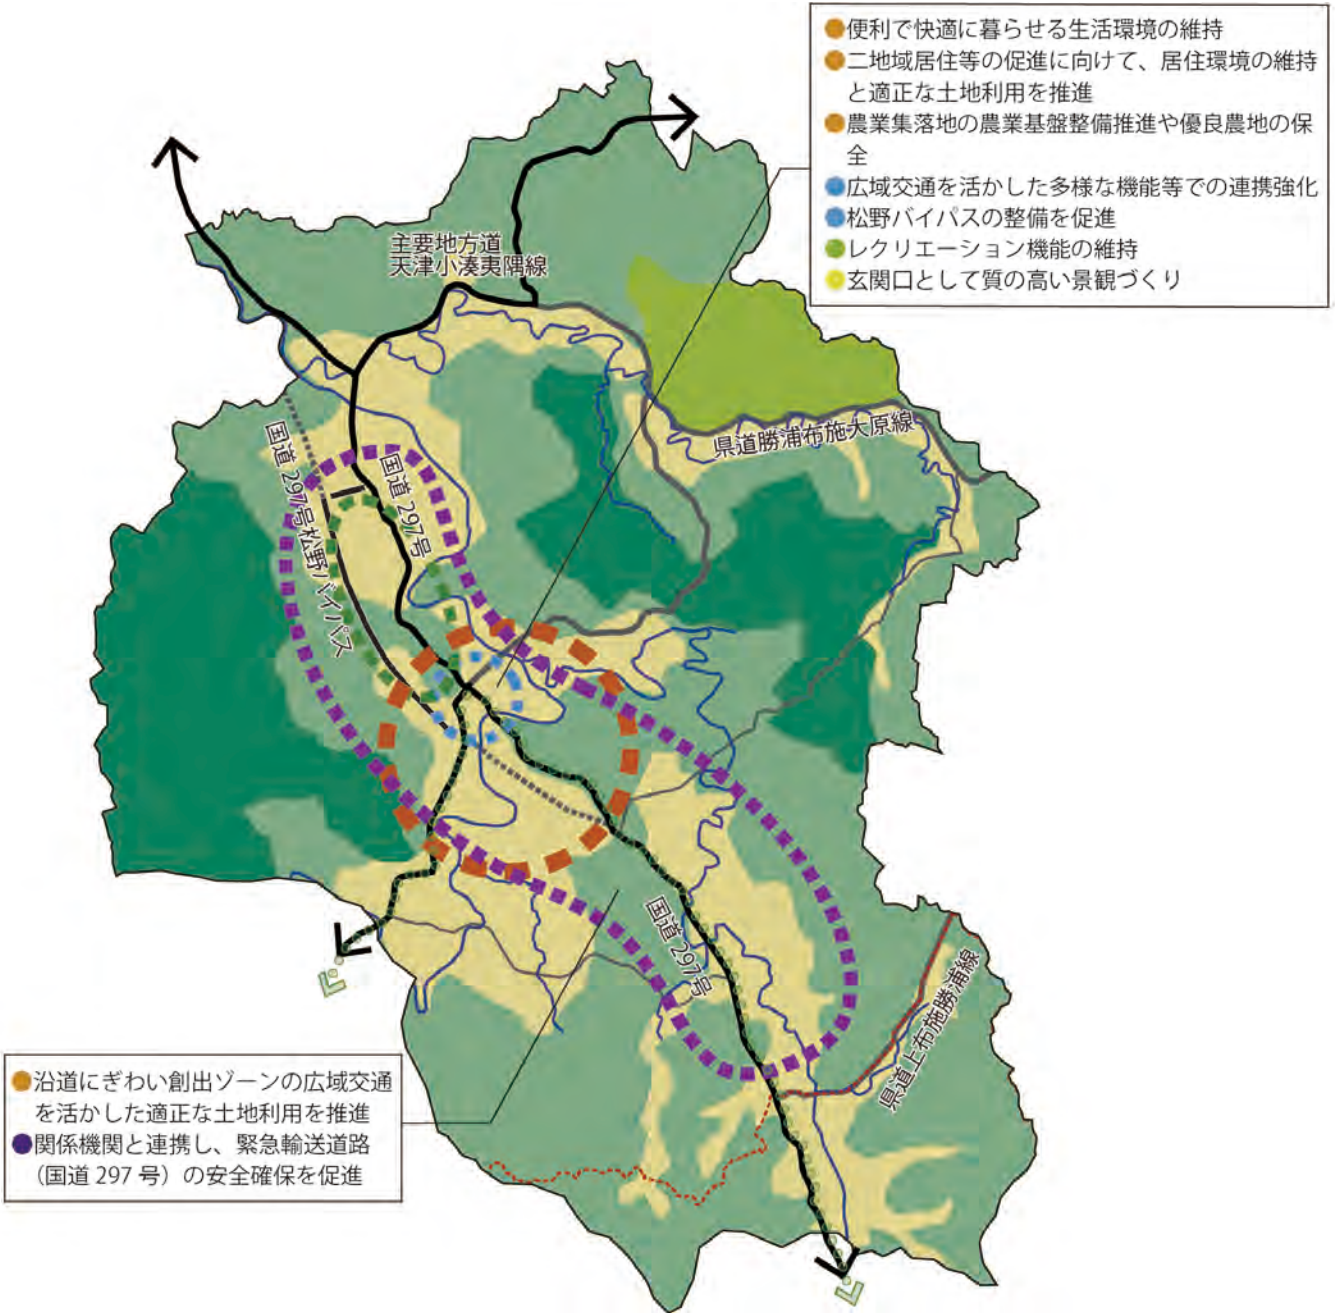 ●便利で快適に暮らせる生活環境の維持
●二地域居住等の促進に向けて、居住環境の維持
と適正な土地利用を推進
●農業集落地の農業基盤整備推進や優良農地の保
全
●広域交通を活かした多様な機能等での連携強化
●松野バイパスの整備を促進
●レクリエーション機能の維持
●玄関口として質の高い景観づくり
主要地方道
天津小湊夷隅線
県道勝浦布施大原線
国道 297号松野バイパス
国道 297号
国道 297号
県道上布施勝浦線
●沿道にぎわい創出ゾーンの広域交通
を活かした適正な土地利用を推進
●関係機関と連携し、緊急輸送道路
（国道 297 号）の安全確保を促進